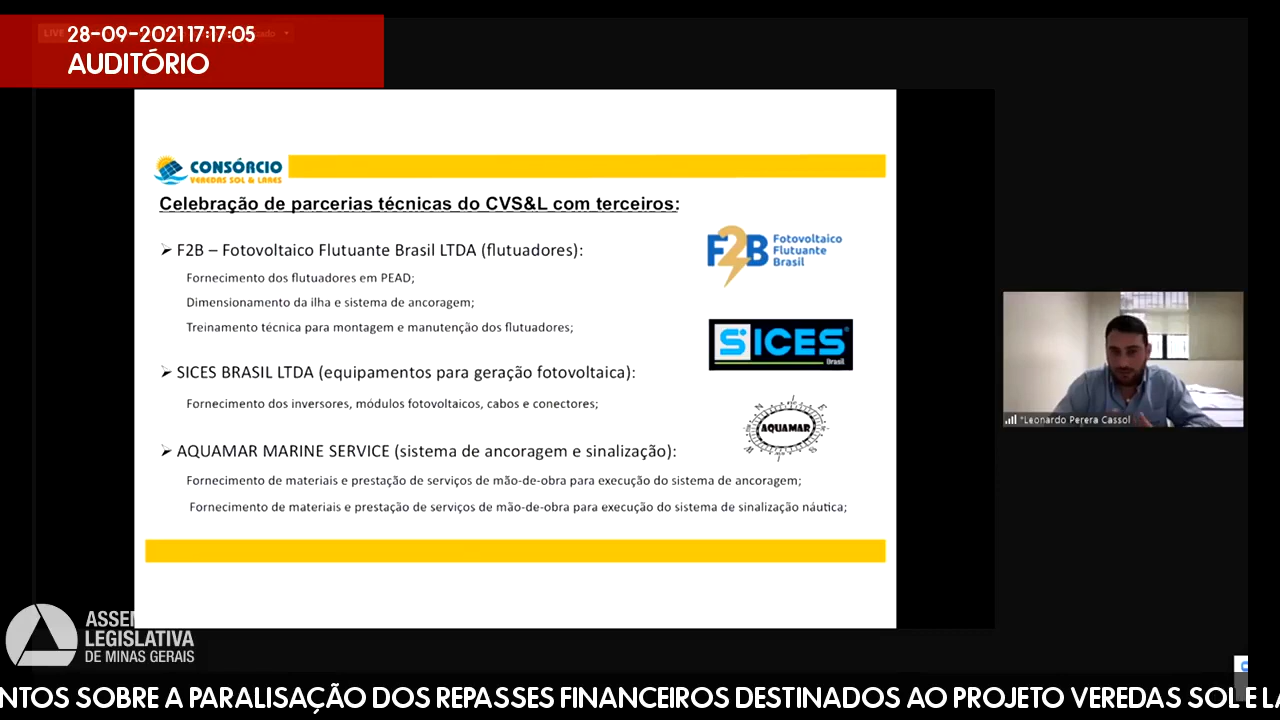 LIVE
28-09-2021 17:17:05
AUDITÓRIO
CONSÓRCIO
VEREDAS SOL & LARES
Celebração de parcerias técnicas do CVS&L com terceiros:
F2B – Fotovoltaico Flutuante Brasil LTDA (flutuadores):
F2B Fotovoltaico
Flutuante
Brasil
Fornecimento dos flutuadores em PEAD;
Dimensionamento da ilha e sistema de ancoragem;
Treinamento técnica para montagem e manutenção dos flutuadores;
SICES
Brasil
SICES BRASIL LTDA (equipamentos para geração fotovoltaica):
Fornecimento dos inversores, módulos fotovoltaicos, cabos e conectores;
N E
AQUAMAR
W S
AQUAMAR MARINE SERVICE (sistema de ancoragem e sinalização):
Fornecimento de materiais e prestação de serviços de mão-de-obra para execução do sistema de ancoragem;
Fornecimento de materiais e prestação de serviços de mão-de-obra para execução do sistema de sinalização náutica;
*Leonardo Perera Cassol
LEGISLATIVA
DE MINAS GERAIS
NTOS SOBRE A PARALISAÇÃO DOS REPASSES FINANCEIROS DESTINADOS AO PROJETO VEREDAS SOL E LA